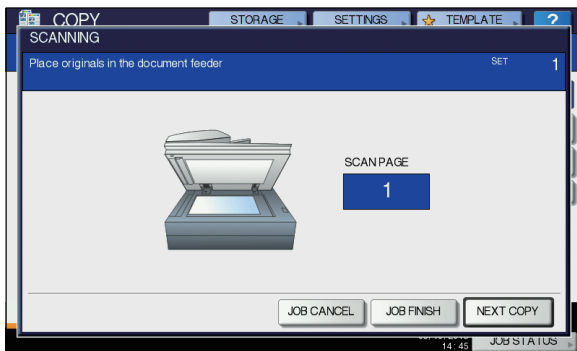 COPY STORAGE SETTINGS TEMPLATE ?
SCANNING
Place originals in the document feeder SET 1
SCAN PAGE
1
JOB CANCEL JOB FINISH NEXT COPY
14:45 JOB STATUS